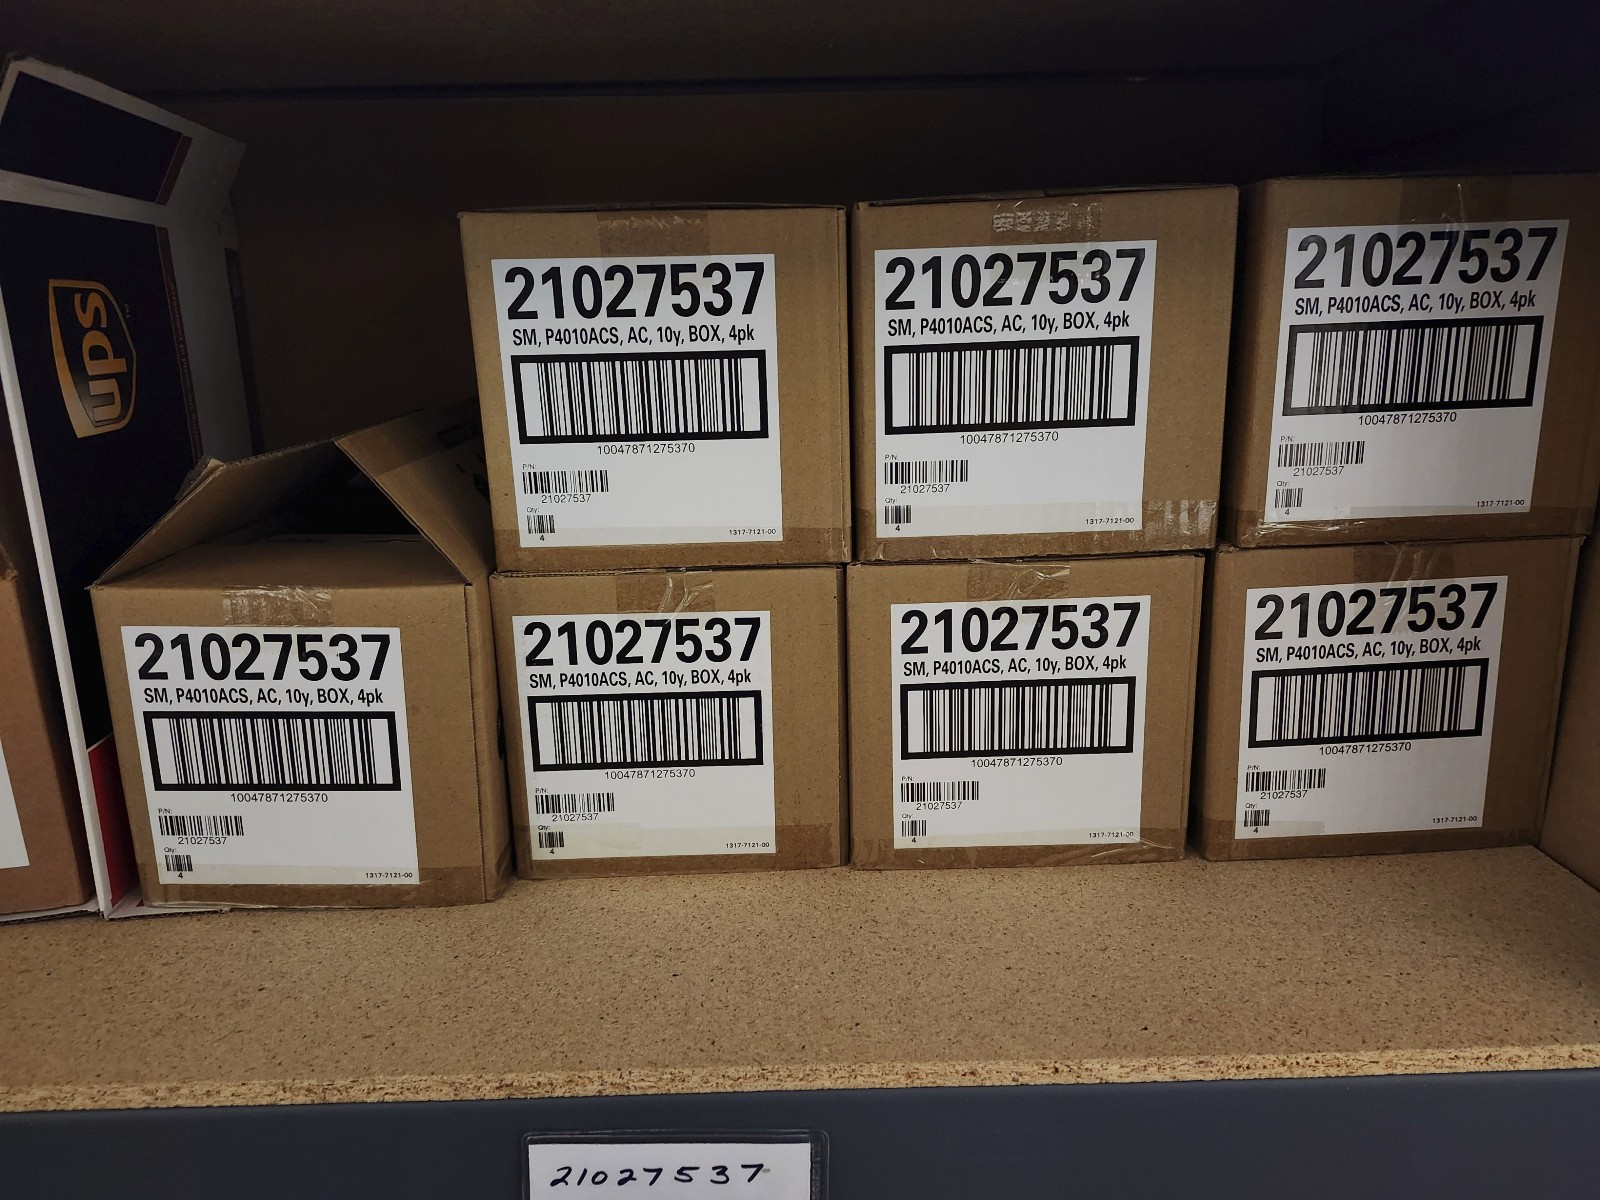 ups
21027537
SM, P4010ACS, AC, 10y, BOX, 4pk
10047871275370
P/N:
21027537
Qty:
4
1317-7121-00
21027537
SM, P4010ACS, AC, 10y, BOX, 4pk
10047871275370
P/N:
21027537
Qty:
4
1317-7121-00
21027537
SM, P4010ACS, AC, 10y, BOX, 4pk
10047871275370
P/N:
21027537
Qty:
4
1317-7121-00
21027537
SM, P4010ACS, AC, 10y, BOX, 4pk
10047871275370
P/N:
21027537
Qty:
4
1317-7121-00
21027537
SM, P4010ACS, AC, 10y, BOX, 4pk
10047871275370
P/N:
21027537
Qty:
4
1317-7121-00
21027537
SM, P4010ACS, AC, 10y, BOX, 4pk
10047871275370
P/N:
21027537
Qty:
4
1317-7121-00
21027537
SM, P4010ACS, AC, 10y, BOX, 4pk
10047871275370
P/N:
21027537
Qty:
4
1317-7121-00
21027537